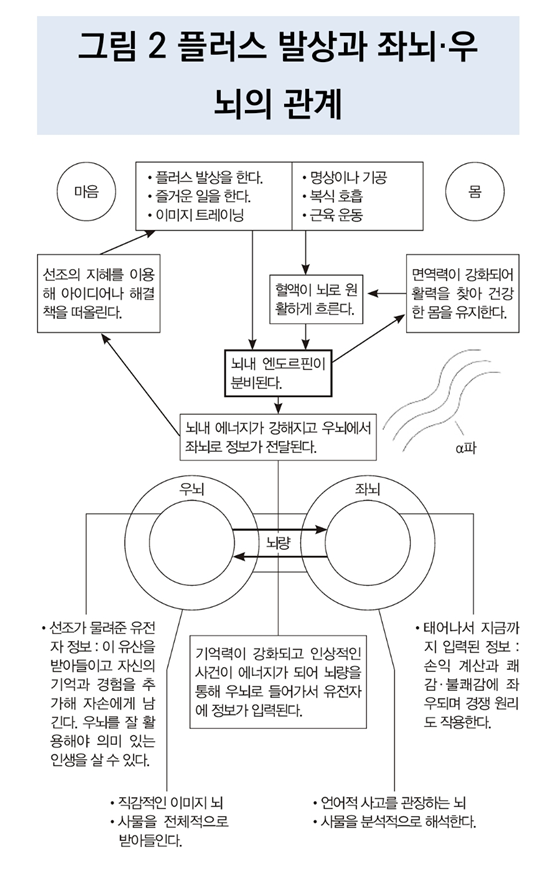 그림 2 플러스 발상과 좌뇌·우
뇌의 관계
마음
• 플러스 발상을 한다.
• 즐거운 일을 한다.
• 이미지 트레이닝
• 명상이나 기공
• 복식 호흡
• 근육 운동
몸
선조의 지혜를 이용
해 아이디어나 해결
책을 떠올린다.
혈액이 뇌로 원
활하게 흐른다.
면역력이 강화되어
활력을 찾아 건강
한 몸을 유지한다.
뇌내 엔도르핀이
분비된다.
뇌내 에너지가 강해지고 우뇌에서
좌뇌로 정보가 전달된다.
α파
우뇌
좌뇌
뇌량
• 선조가 물려준 유전
자 정보 : 이 유산을
받아들이고 자신의
기억과 경험을 추
가해 자손에게 남
긴다. 우뇌를 잘 활
용해야 의미 있는
인생을 살 수 있다.
기억력이 강화되고 인상적인
사건이 에너지가 되어 뇌량을
통해 우뇌로 들어가서 유전자
에 정보가 입력된다.
• 태어나서 지금까
지 입력된 정보 :
손익 계산과 쾌
감·불쾌감에 좌
우되며 경쟁 원리
도 작용한다.
• 직감적인 이미지 뇌
• 사물을 전체적으로
받아들인다.
• 언어적 사고를 관장하는 뇌
• 사물을 분석적으로 해석한다.